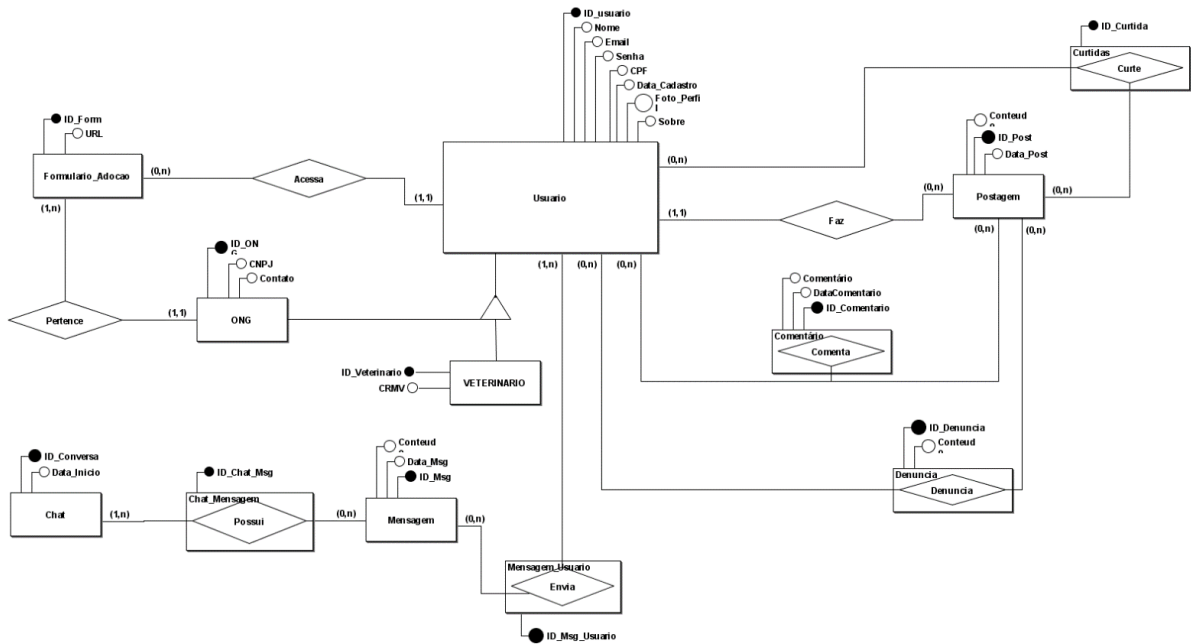 ID_usuario
Nome
Email
Senha
CPF
Data_Cadastro
Foto_Perfi
l
Sobre
ID_Curtida
Curtidas
Curte
ID_Form
URL
Formulario_Adocao
(0,n)
Acessa
(1,1)
Usuario
(0,n)
(1,1)
Faz
(0,n)
Conteud
ID_Post
Data_Post
Postagem
(0,n)
(0,n)
(0,n)
(1,n)
ID_ON
CNPJ
Contato
Pertence
(1,1)
ONG
(1,n)
(0,n)
(0,n)
Comentário
DataComentario
ID_Comentario
Comentário
Comenta
ID_Veterinario
CRMV
VETERINARIO
ID_Denuncia
Conteud
Denuncia
Denuncia
ID_Conversa
Data_Inicio
Chat
(1,n)
ID_Chat_Msg
Chat_Mensagem
Possui
(0,n)
Conteud
Data_Msg
ID_Msg
Mensagem
(0,n)
Mensagem_Usuario
Envia
ID_Msg_Usuario